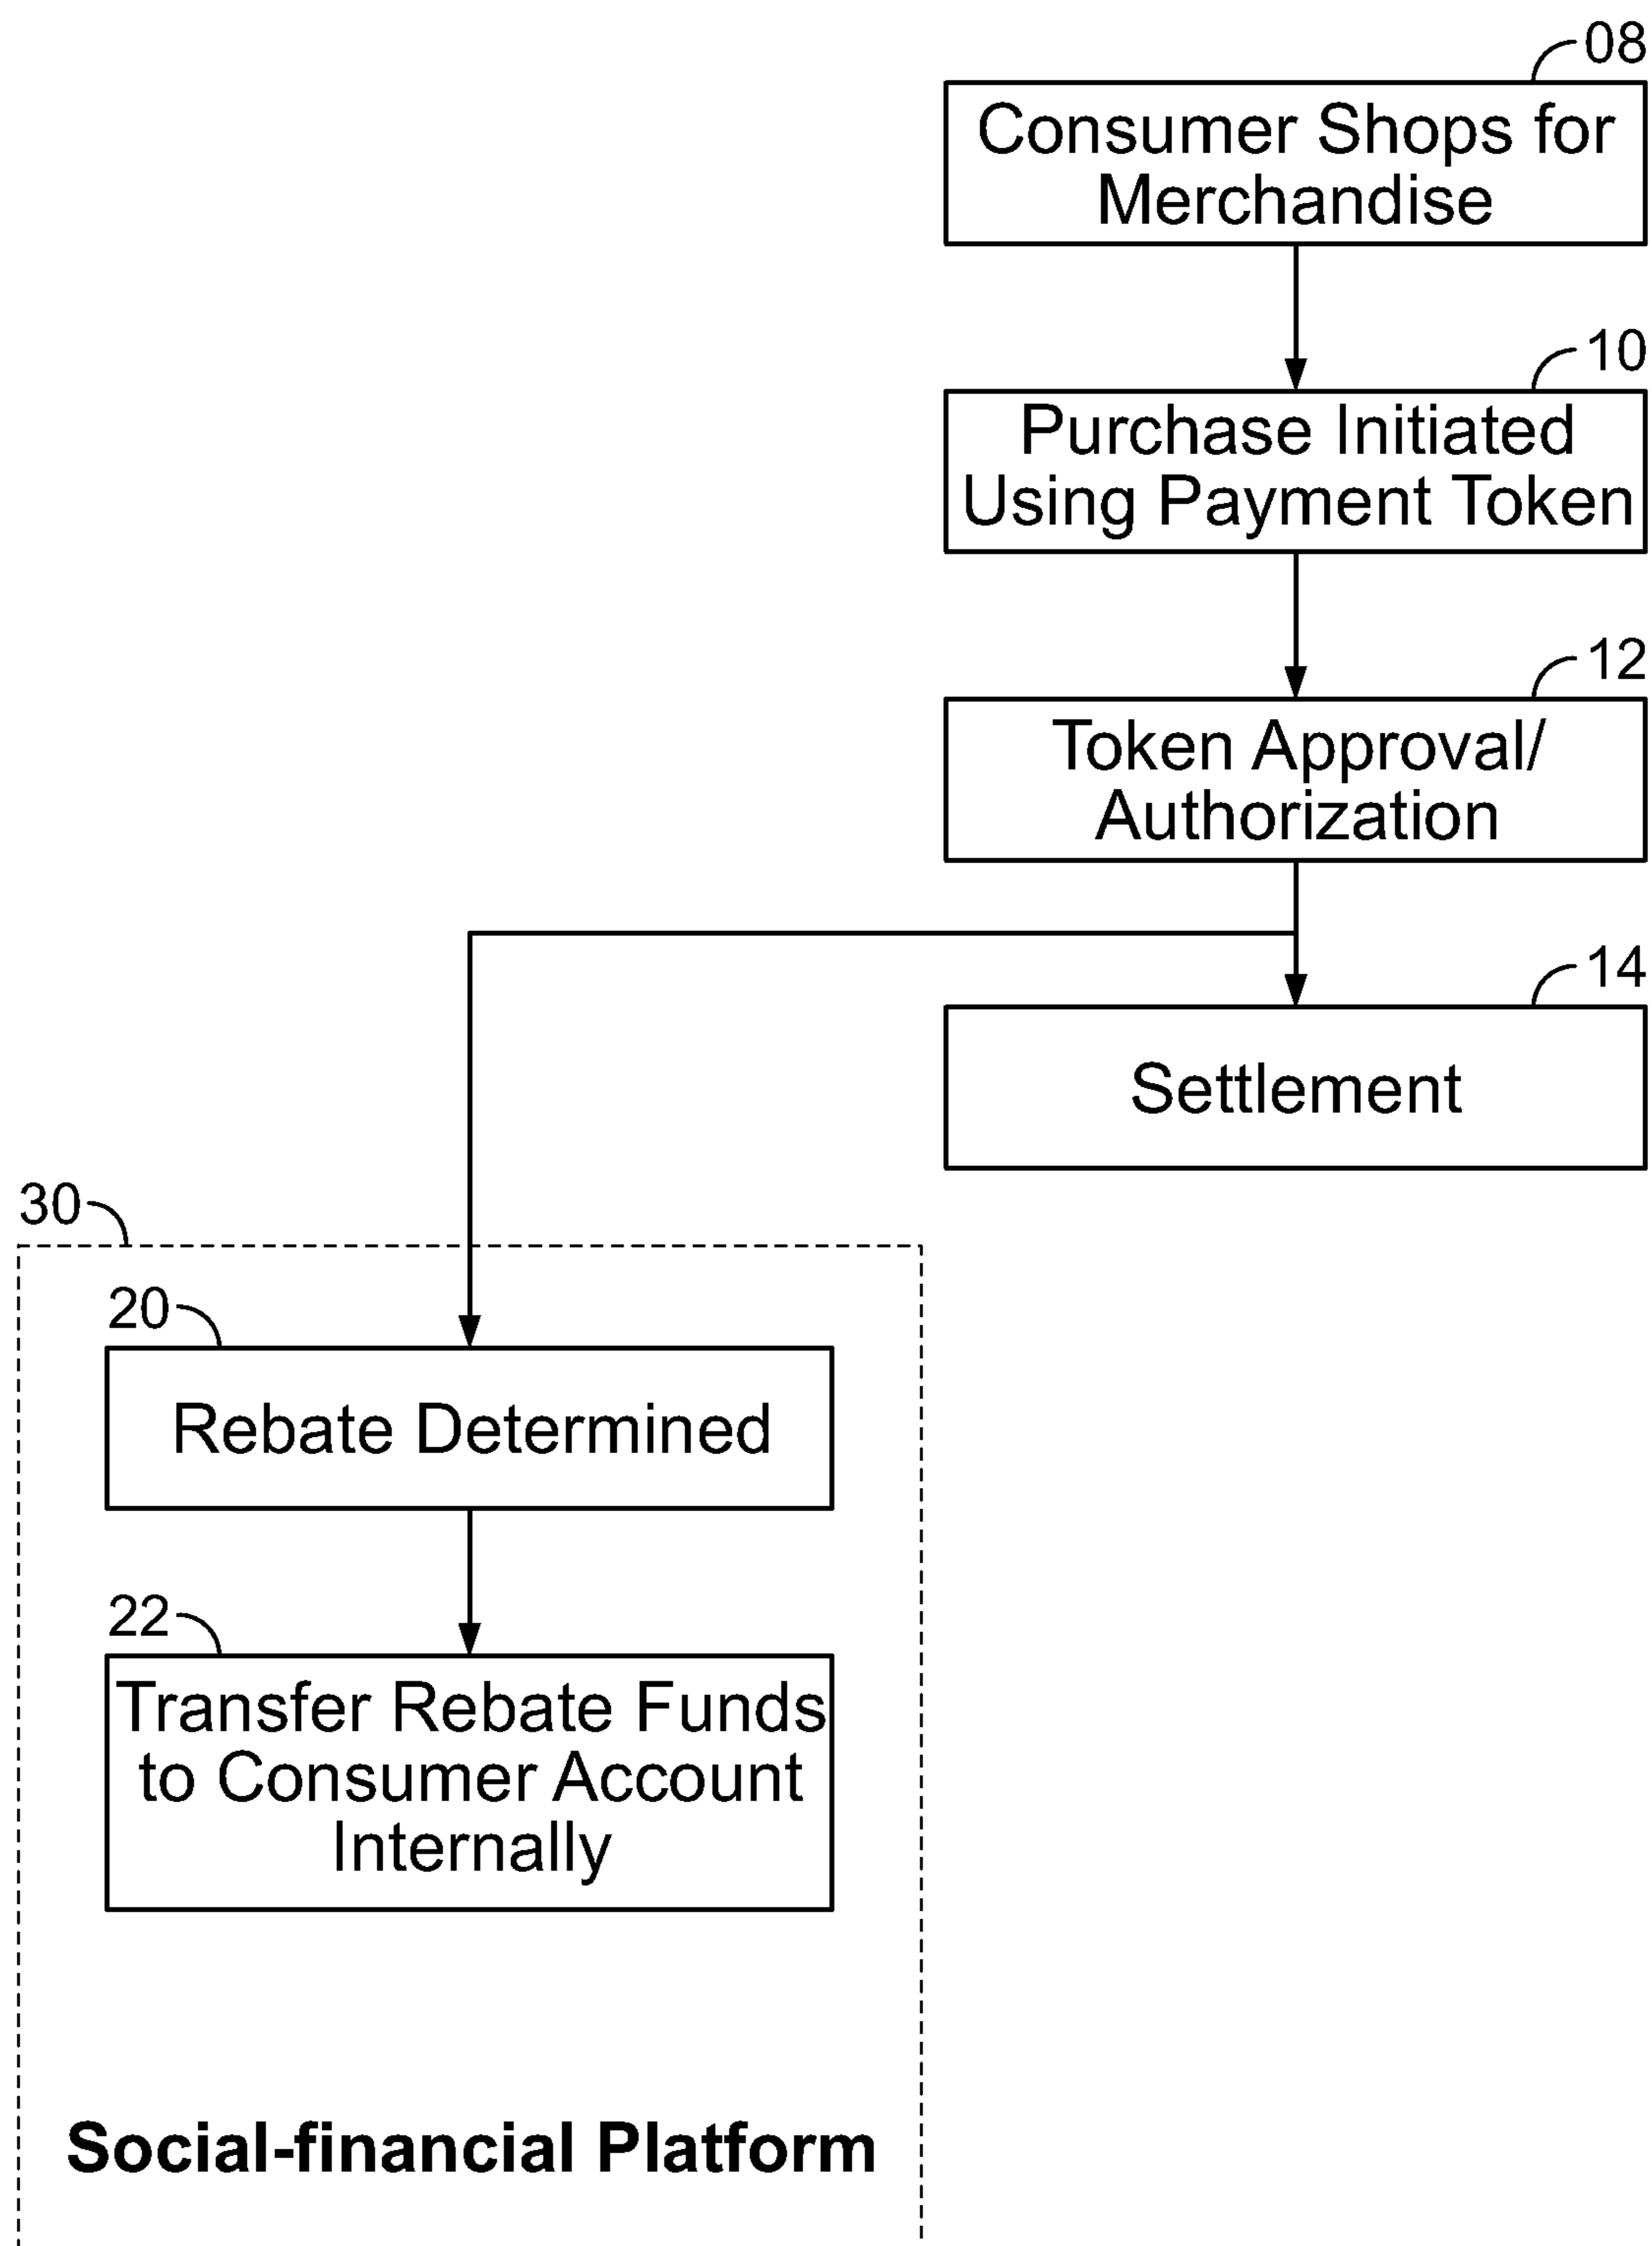 08
Consumer Shops for
Merchandise
10
Purchase Initiated
Using Payment Token
12
Token Approval/
Authorization
14
Settlement
30
20
Rebate Determined
22
Transfer Rebate Funds
to Consumer Account
Internally
Social-financial Platform